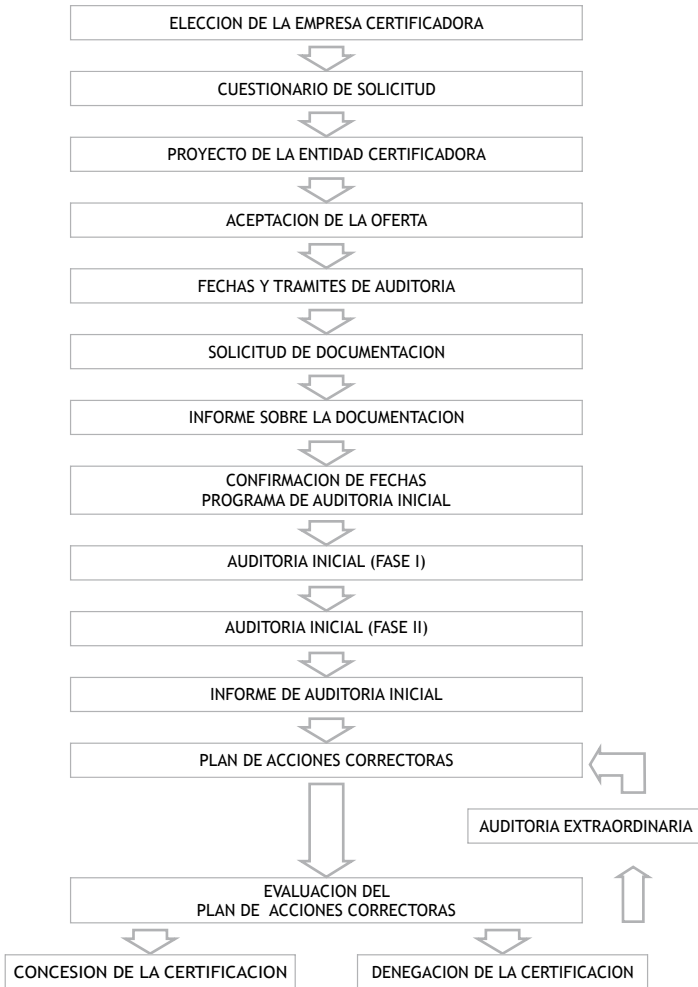 ELECCION DE LA EMPRESA CERTIFICADORA
CUESTIONARIO DE SOLICITUD
PROYECTO DE LA ENTIDAD CERTIFICADORA
ACEPTACION DE LA OFERTA
FECHAS Y TRAMITES DE AUDITORIA
SOLICITUD DE DOCUMENTACION
INFORME SOBRE LA DOCUMENTACION
CONFIRMACION DE FECHAS
PROGRAMA DE AUDITORIA INICIAL
AUDITORIA INICIAL (FASE I)
AUDITORIA INICIAL (FASE II)
INFORME DE AUDITORIA INICIAL
PLAN DE ACCIONES CORRECTORAS
AUDITORIA EXTRAORDINARIA
EVALUACION DEL
PLAN DE ACCIONES CORRECTORAS
CONCESION DE LA CERTIFICACION
DENEGACION DE LA CERTIFICACION